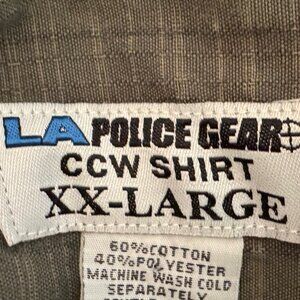 LA POLICE GEAR
CCW SHIRT
XX-LARGE
60%COTTON
40%POLYESTER
MACHINE WASH COLD
SEPARATELY